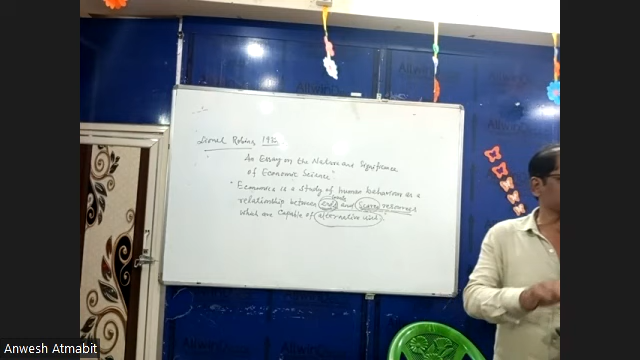 Lionel Robins, 1932
An Essay on the Nature and Significance
of Economic Science"
"Economics is a study of human behaviour as a
relationship between ends and scarce resources
what are capable of alternative uses."
Anwesh Atmabit